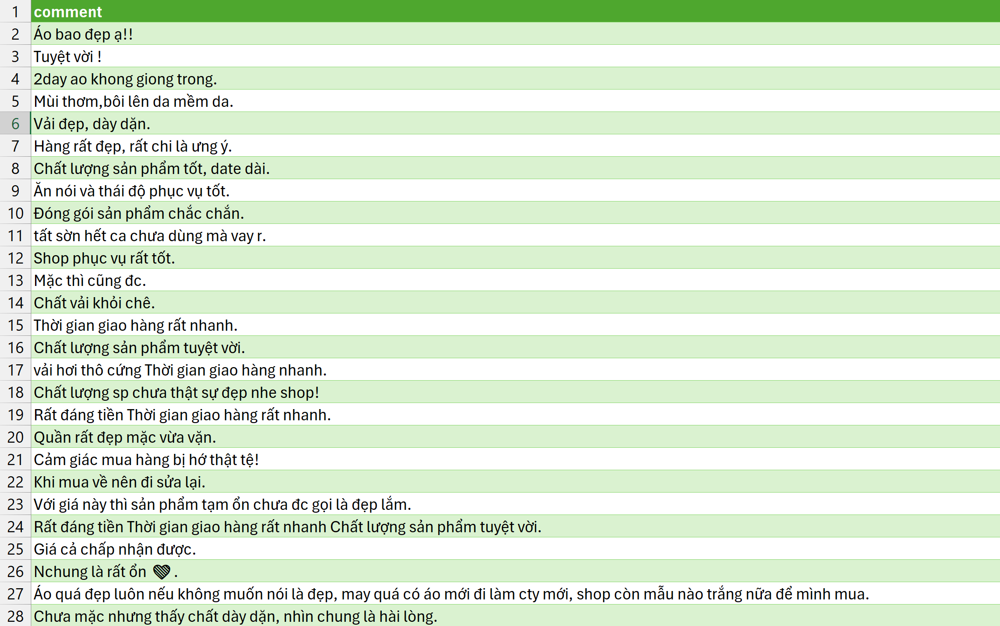 1 comment
2 Áo bao đẹp ạ!!
3 Tuyệt vời !
4 2day ao khong giong trong.
5 Mùi thơm,bôi lên da mềm da.
6 Vải đẹp, dày dặn.
7 Hàng rất đẹp, rất chi là ưng ý.
8 Chất lượng sản phẩm tốt, date dài.
9 Ăn nói và thái độ phục vụ tốt.
10 Đóng gói sản phẩm chắc chắn.
11 tất sờn hết ca chưa dùng mà vay r.
12 Shop phục vụ rất tốt.
13 Mặc thì cũng đc.
14 Chất vải khỏi chê.
15 Thời gian giao hàng rất nhanh.
16 Chất lượng sản phẩm tuyệt vời.
17 vải hơi thô cứng Thời gian giao hàng nhanh.
18 Chất lượng sp chưa thật sự đẹp nhe shop!
19 Rất đáng tiền Thời gian giao hàng rất nhanh.
20 Quần rất đẹp mặc vừa vặn.
21 Cảm giác mua hàng bị hớ thật tệ!
22 Khi mua về nên đi sửa lại.
23 Với giá này thì sản phẩm tạm ổn chưa đc gọi là đẹp lắm.
24 Rất đáng tiền Thời gian giao hàng rất nhanh Chất lượng sản phẩm tuyệt vời.
25 Giá cả chấp nhận được.
26 Nchung là rất ổn 💚.
27 Áo quá đẹp luôn nếu không muốn nói là đẹp, may quá có áo mới đi làm cty mới, shop còn mẫu nào trắng nữa để mình mua.
28 Chưa mặc nhưng thấy chất dày dặn, nhìn chung là hài lòng.